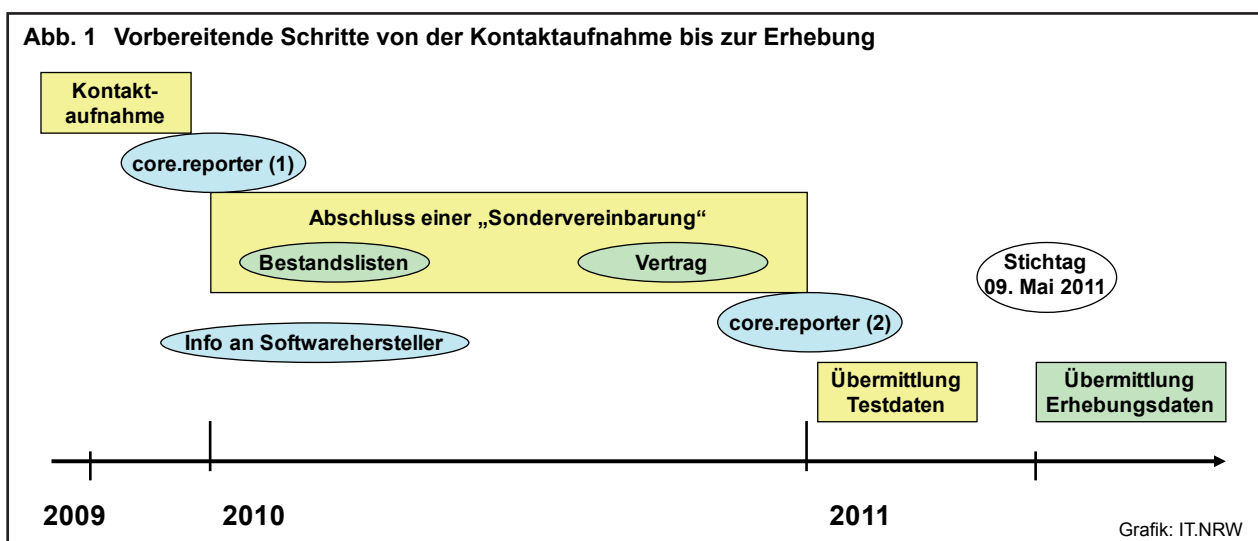 Abb. 1 Vorbereitende Schritte von der Kontaktaufnahme bis zur Erhebung
Kontakt-
aufnahme
core.reporter (1)
Abschluss einer „Sondervereinbarung“
Bestandslisten
Vertrag
Stichtag
09. Mai 2011
core.reporter (2)
Info an Softwarehersteller
Übermittlung
Testdaten
Übermittlung
Erhebungsdaten
2009
2010
2011
Grafik: IT.NRW